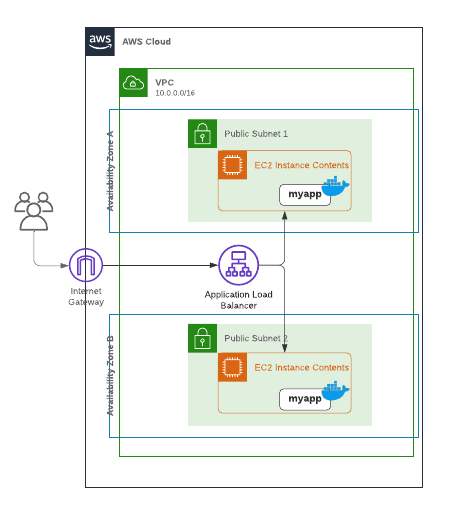 aws
AWS Cloud
VPC
10.0.0.0/16
Availability Zone A
Public Subnet 1
EC2 Instance Contents
myapp
Internet
Gateway
Application Load
Balancer
Availability Zone B
Public Subnet 2
EC2 Instance Contents
myapp